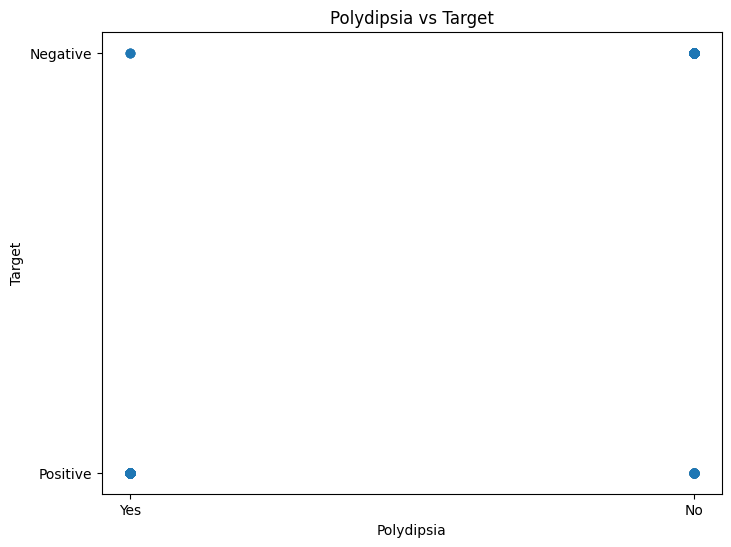 Polydipsia vs Target
Negative
Target
Positive
Yes
No
Polydipsia